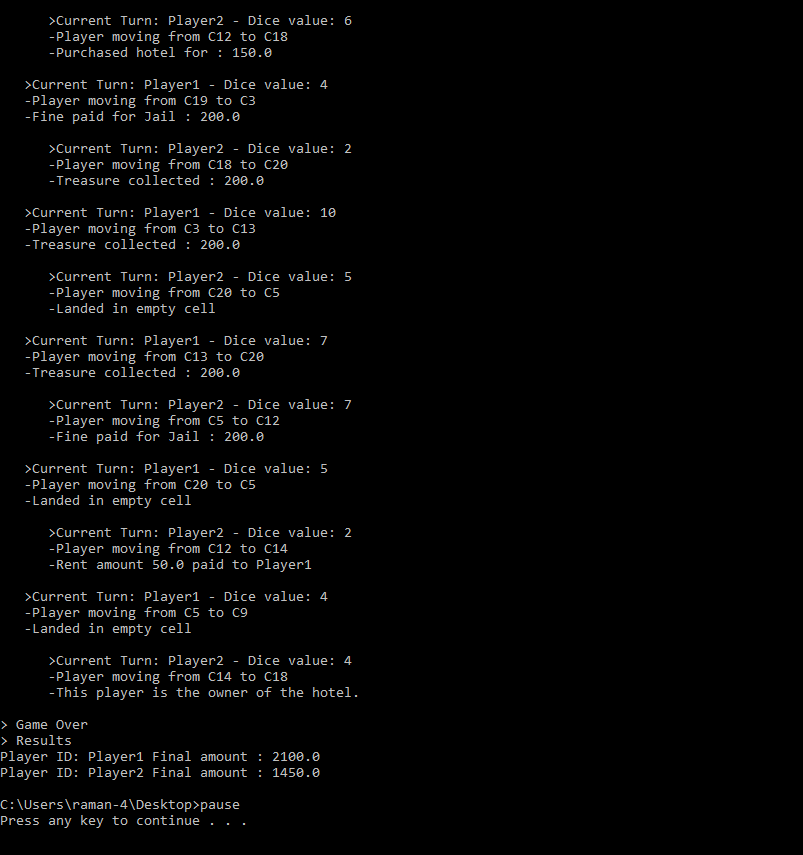 >Current Turn: Player2 - Dice value: 6
-Player moving from C12 to C18
-Purchased hotel for : 150.0
>Current Turn: Player1 - Dice value: 4
-Player moving from C19 to C3
-Fine paid for Jail : 200.0
>Current Turn: Player2 - Dice value: 2
-Player moving from C18 to C20
-Treasure collected : 200.0
>Current Turn: Player1 - Dice value: 10
-Player moving from C3 to C13
-Treasure collected : 200.0
>Current Turn: Player2 - Dice value: 5
-Player moving from C20 to C5
-Landed in empty cell
>Current Turn: Player1 - Dice value: 7
-Player moving from C13 to C20
-Treasure collected : 200.0
>Current Turn: Player2 - Dice value: 7
-Player moving from C5 to C12
-Fine paid for Jail : 200.0
>Current Turn: Player1 - Dice value: 5
-Player moving from C20 to C5
-Landed in empty cell
>Current Turn: Player2 - Dice value: 2
-Player moving from C12 to C14
-Rent amount 50.0 paid to Player1
>Current Turn: Player1 - Dice value: 4
-Player moving from C5 to C9
-Landed in empty cell
>Current Turn: Player2 - Dice value: 4
-Player moving from C14 to C18
-This player is the owner of the hotel.
> Game Over
> Results
Player ID: Player1 Final amount : 2100.0
Player ID: Player2 Final amount : 1450.0
C:\Users\raman-4\Desktop>pause
Press any key to continue . . .